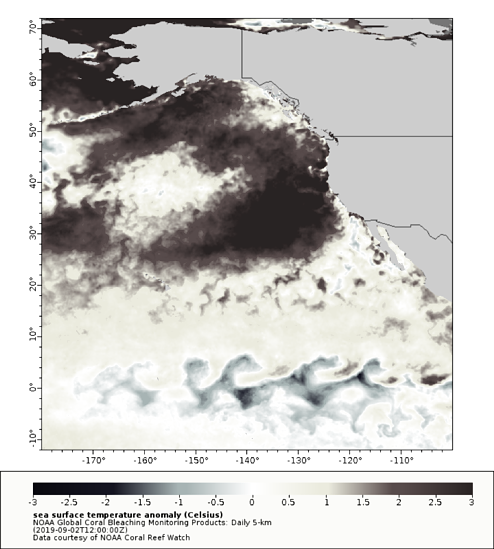 70°
60°
50°
40°
30°
20°
10°
0°
-10°
-170° -160° -150° -140° -130° -120° -110°
-3 -2.5 -2 -1.5 -1 -0.5 0 0.5 1 1.5 2 2.5 3
sea surface temperature anomaly (Celsius)
NOAA Global Coral Bleaching Monitoring Products: Daily 5-km
(2019-09-02T12:00:00Z)
Data courtesy of NOAA Coral Reef Watch